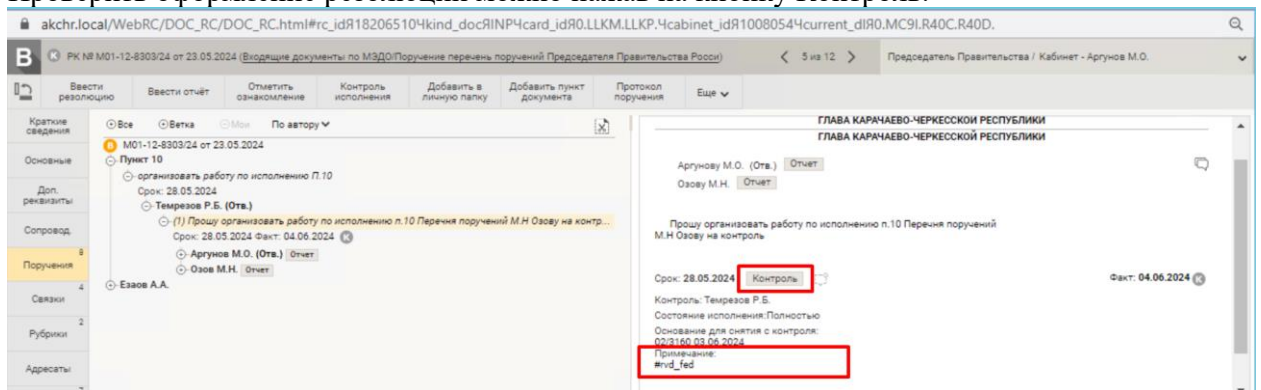 Проверить оформление резолюции можно нажав на кнопку Контроль.
akchr.local/WebRC/DOC_RC/DOC_RC.html#rc_idЯ182065104kind_docЯINPЧcard_idЯ0.LLKM.LLKP.Чcabinet_idЯ10080544current_dlЯ0.MC9I.R40C.R40D.
В РК № М01-12-8303/24 от 23.05.2024 (Входящие документы по МЭДО/Поручение перечень поручений Председателя Правительства Росси) 5 из 12 Председатель Правительства / Кабинет - Аргунов М.О.
Ввести резолюцию
Ввести отчёт
Отметить ознакомление
Контроль исполнения
Добавить в личную папку
Добавить пункт документа
Протокол поручения
Еще
Краткие сведения
Основные
Доп. реквизиты
Сопровод.
Поручения 8
Связки 4
Рубрики 2
Адресаты
Все Ветка Мои По автору
М01-12-8303/24 от 23.05.2024
Пункт 10
организовать работу по исполнению П.10
Срок: 28.05.2024
Темрезов Р.Б. (Отв.)
(1) Прошу организовать работу по исполнению п.10 Перечня поручений М.Н Озову на контр...
Срок: 28.05.2024 Факт: 04.06.2024
Аргунов М.О. (Отв.) Отчет
Озов М.Н. Отчет
Езаов А.А.
ГЛАВА КАРАЧАЕВО-ЧЕРКЕССКОЙ РЕСПУБЛИКИ
ГЛАВА КАРАЧАЕВО-ЧЕРКЕССКОЙ РЕСПУБЛИКИ
Аргунову М.О. (Отв.) Отчет
Озову М.Н. Отчет
Прошу организовать работу по исполнению п.10 Перечня поручений
М.Н Озову на контроль
Срок: 28.05.2024 Контроль Факт: 04.06.2024
Контроль: Темрезов Р.Б.
Состояние исполнения:Полностью
Основание для снятия с контроля:
02/3160 03.06.2024
Примечание:
#rvd_fed